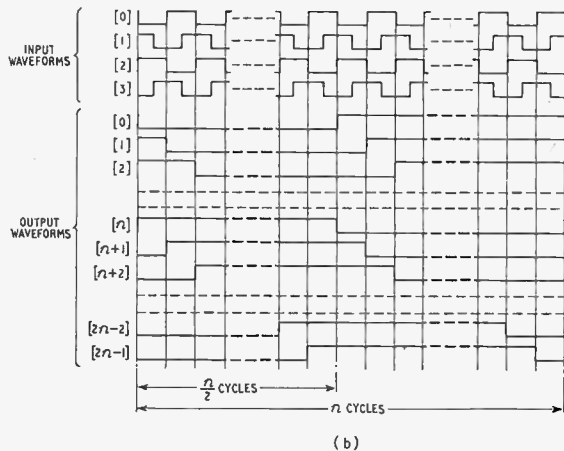 INPUT
WAVEFORMS
[0]
[1]
[2]
[3]
OUTPUT
WAVEFORMS
[0]
[1]
[2]
[n]
[n+1]
[n+2]
[2n-2]
[2n-1]
n/2 CYCLES
n CYCLES
(b)